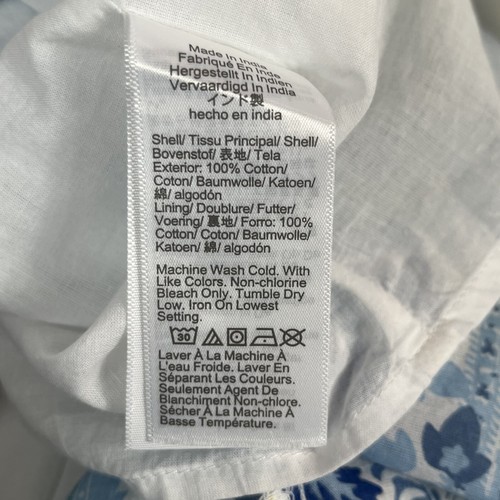 Made In India
Fabriqué En Inde
Hergestellt In Indien
Vervaardigd In India
インド製
hecho en india
Shell/ Tissu Principal/ Shell/
Bovenstof/ 表地/ Tela
Exterior: 100% Cotton/
Coton/ Baumwolle/ Katoen/
綿/ algodón
Lining/ Doublure/ Futter/
Voering/ 裏地/ Forro: 100%
Cotton/ Coton/ Baumwolle/
Katoen/ 綿/ algodón
Machine Wash Cold. With
Like Colors. Non-chlorine
Bleach Only. Tumble Dry
Low. Iron On Lowest
Setting.
30
Laver À La Machine À
L'eau Froide. Laver En
Séparant Les Couleurs.
Seulement Agent De
Blanchiment Non-chlore.
Sécher À La Machine À
Basse Température.